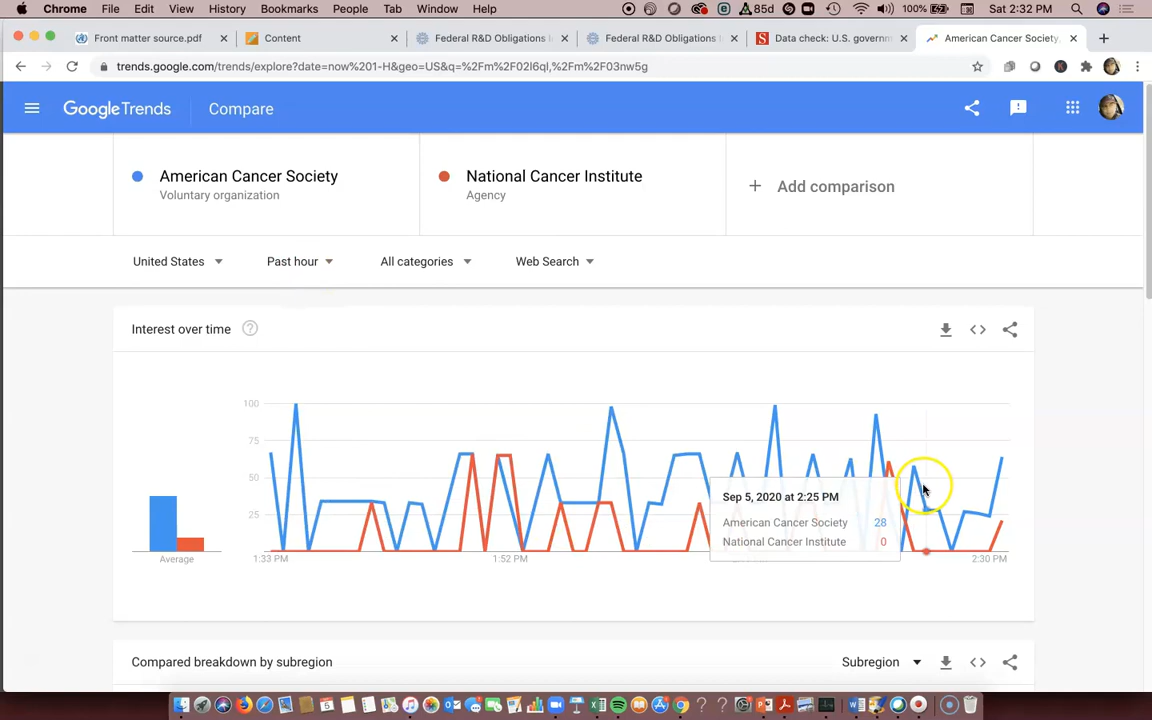 Chrome File Edit View History Bookmarks People Tab Window Help 85d 100% Sat 2:32 PM
Front matter source.pdf Content Federal R&D Obligations Federal R&D Obligations Data check: U.S. governm American Cancer Society,
trends.google.com/trends/explore?date=now%201-H&geo=US&q=%2Fm%2F02l6ql,%2Fm%2F03nw5g
Google Trends Compare
American Cancer Society
Voluntary organization
National Cancer Institute
Agency
+ Add comparison
United States Past hour All categories Web Search
Interest over time
100
75
50
25
Average
1:33 PM 1:52 PM 2:30 PM
Sep 5, 2020 at 2:25 PM
American Cancer Society 28
National Cancer Institute 0
Compared breakdown by subregion Subregion